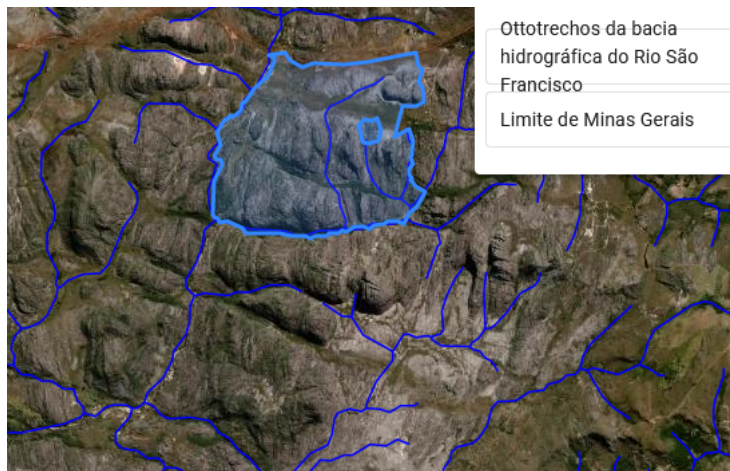 Ottotrechos da bacia
hidrográfica do Rio São
Francisco
Limite de Minas Gerais